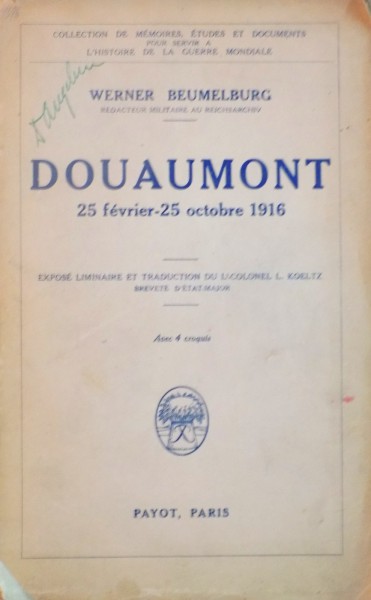 COLLECTION DE MÉMOIRES, ÉTUDES ET DOCUMENTS
POUR SERVIR A
L'HISTOIRE DE LA GUERRE MONDIALE
WERNER BEUMELBURG
RÉDACTEUR MILITAIRE AU REICHSARCHIV
DOUAUMONT
25 février-25 octobre 1916
EXPOSÉ LIMINAIRE ET TRADUCTION DU Lt-COLONEL L. KOELTZ
BREVETÉ D'ÉTAT-MAJOR
Avec 4 croquis
PAYOT, PARIS